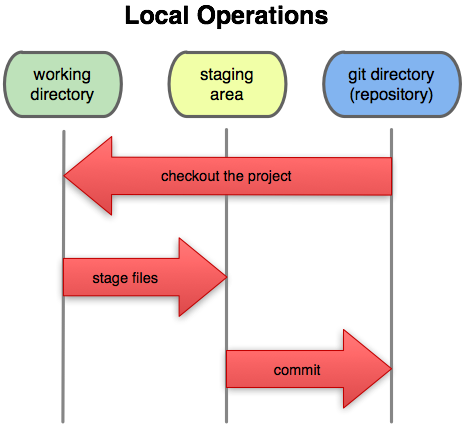 Local Operations
working
directory
staging
area
git directory
(repository)
checkout the project
stage files
commit